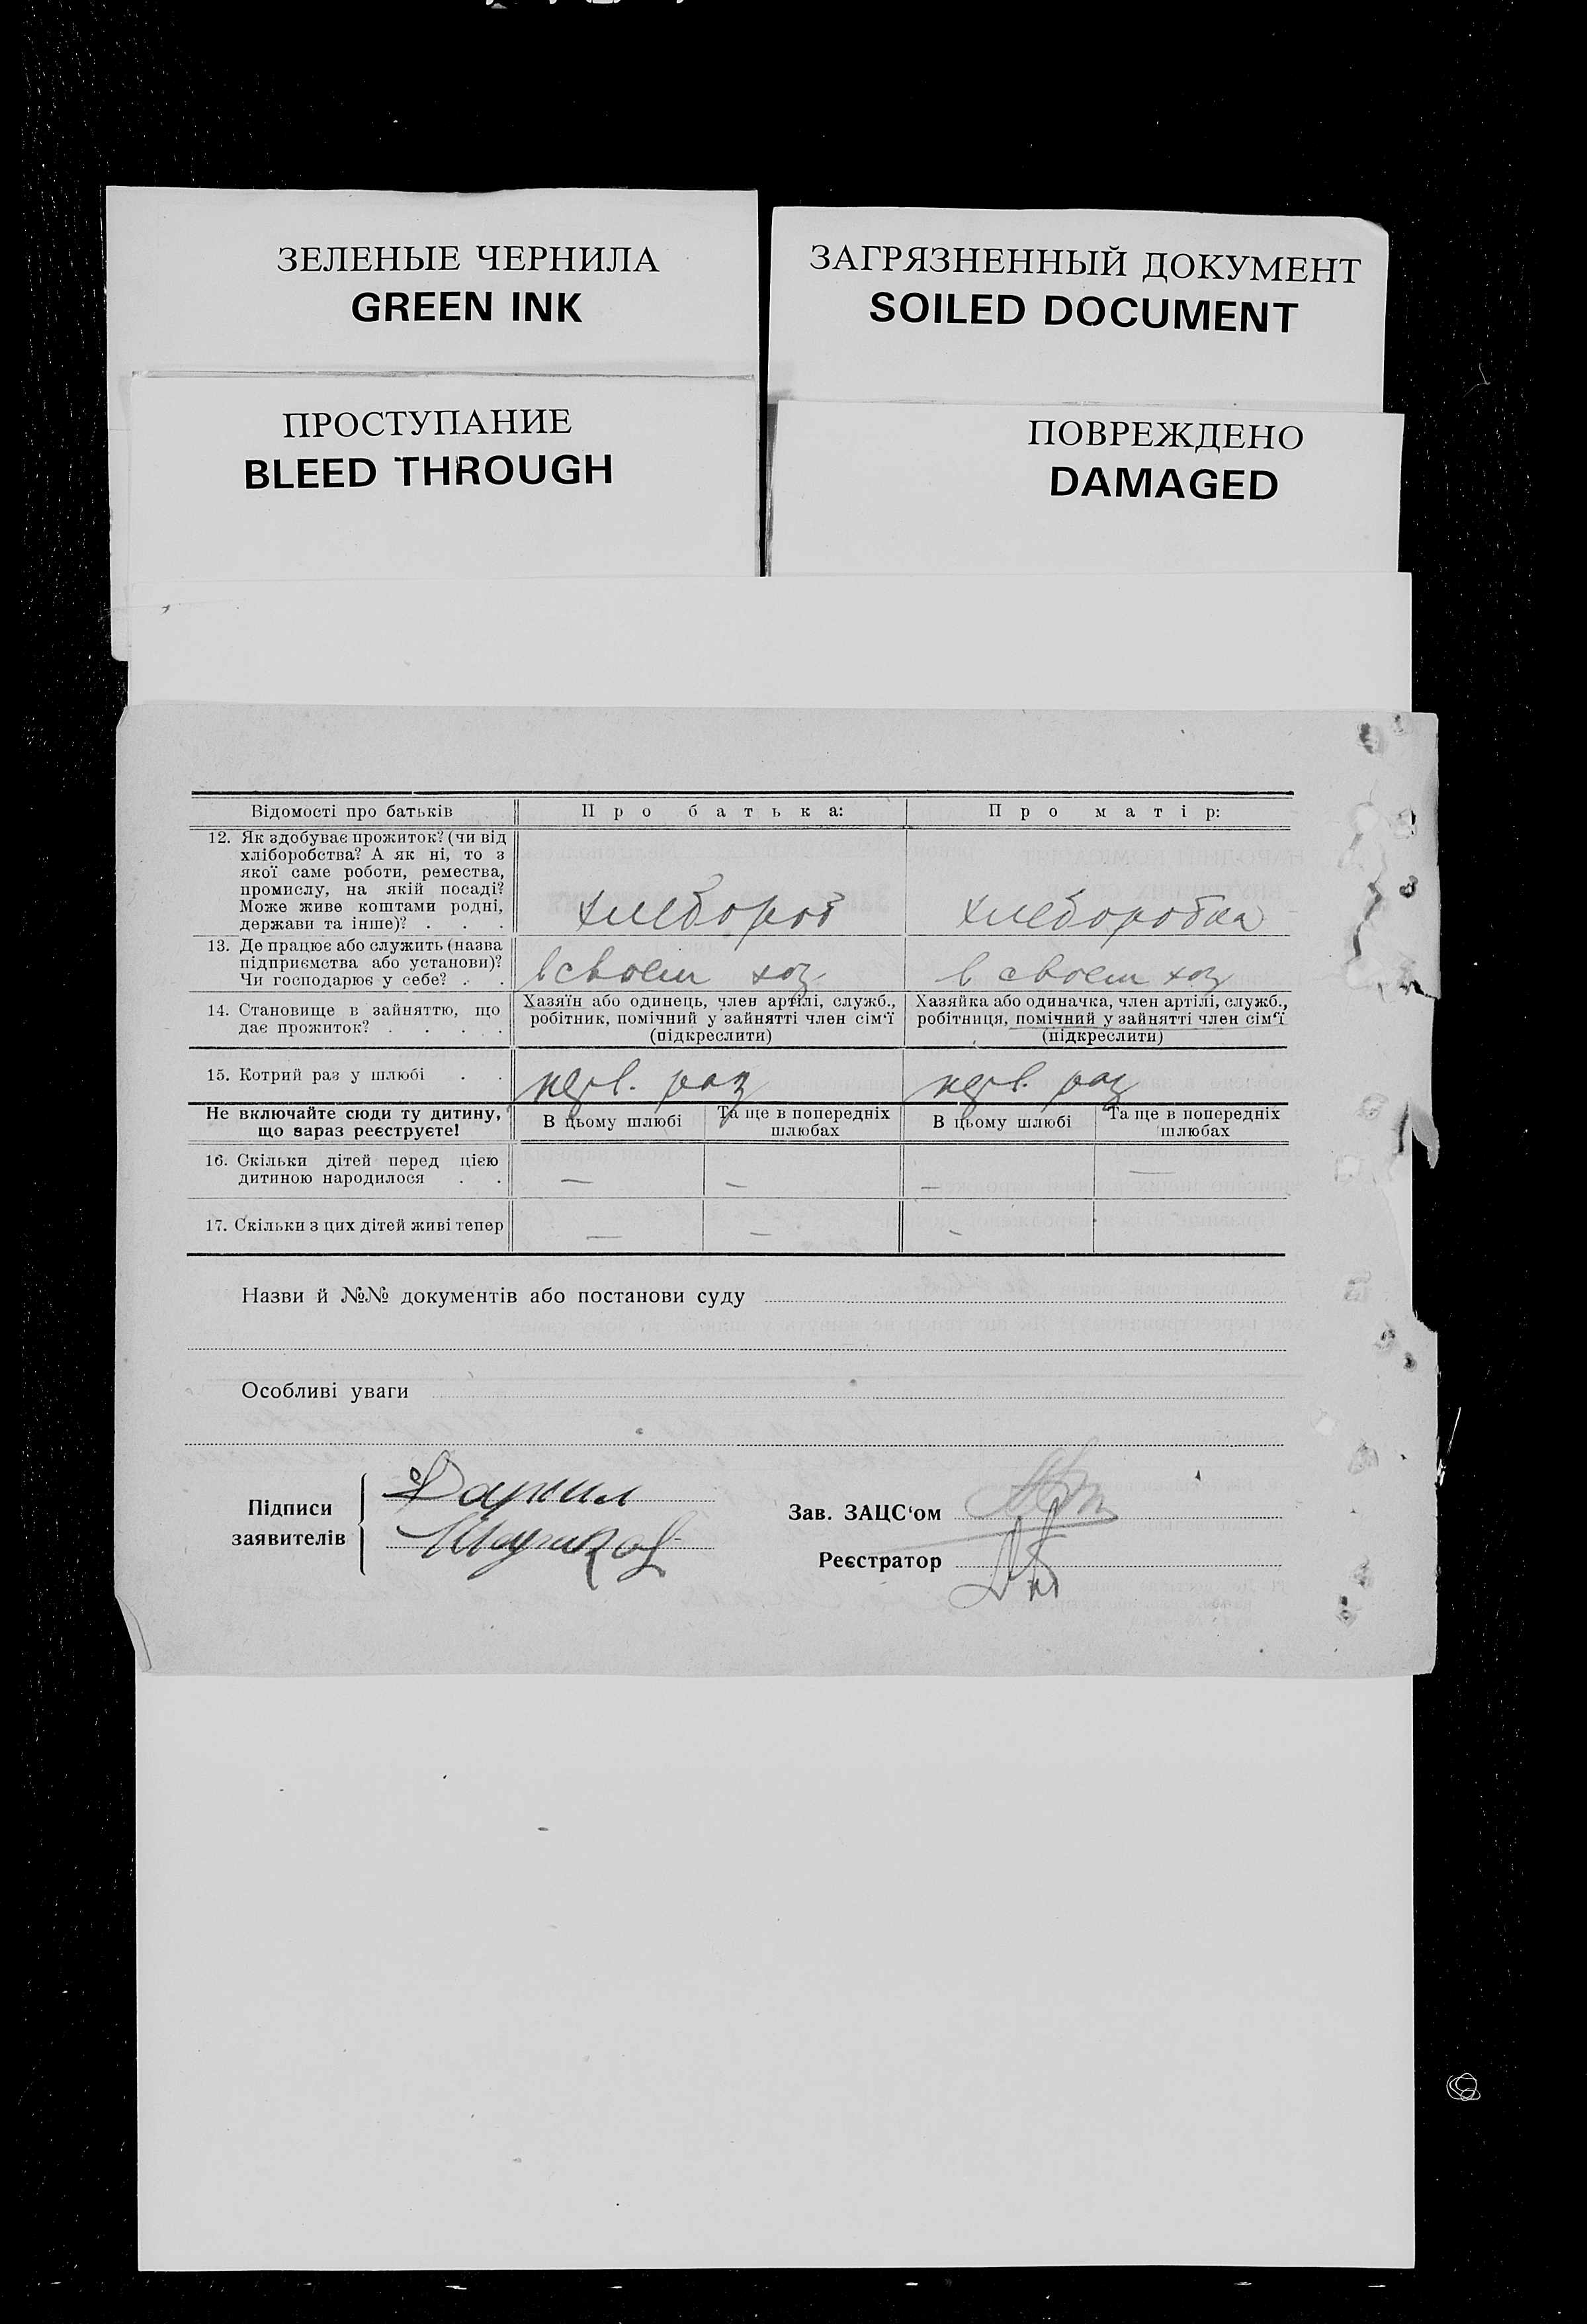 ЗЕЛЕНЫЕ ЧЕРНИЛА
GREEN INK
ЗАГРЯЗНЕННЫЙ ДОКУМЕНТ
SOILED DOCUMENT
ПРОСТУПАНИЕ
BLEED THROUGH
ПОВРЕЖДЕНО
DAMAGED
Відомості про батьків
Про батька:
Про матір:
12. Як здобуває прожиток? (чи від
хліборобства? А як ні, то з
якої саме роботи, ремества,
промислу, на якій посаді?
Може живе коштами родні,
держави та інше)? . . .
хлебороб
хлеборобка
13. Де працює або служить (назва
підприємства або установи)?
Чи господарює у себе? . .
в своем хоз.
в своем хоз
14. Становище в зайняттю, що
дає прожиток? . . . .
Хазяїн або одинець, член артілі, служб.,
робітник, помічний у зайнятті член сім'ї
(підкреслити)
Хазяйка або одиначка, член артілі, служб.,
робітниця, помічний у зайнятті член сім'ї
(підкреслити)
15. Котрий раз у шлюбі . .
перв. раз
перв. раз
Не включайте сюди ту дитину,
що зараз реєструєте!
В цьому шлюбі
Та ще в попередніх
шлюбах
В цьому шлюбі
Та ще в попередніх
шлюбах
16. Скільки дітей перед цією
дитиною народилося . .
— — — —
17. Скільки з цих дітей живі тепер
— — -
Назви й №№ документів або постанови суду
Особливі уваги
Підписи
заявителів
Зав. ЗАЦС'ом
Реєстратор